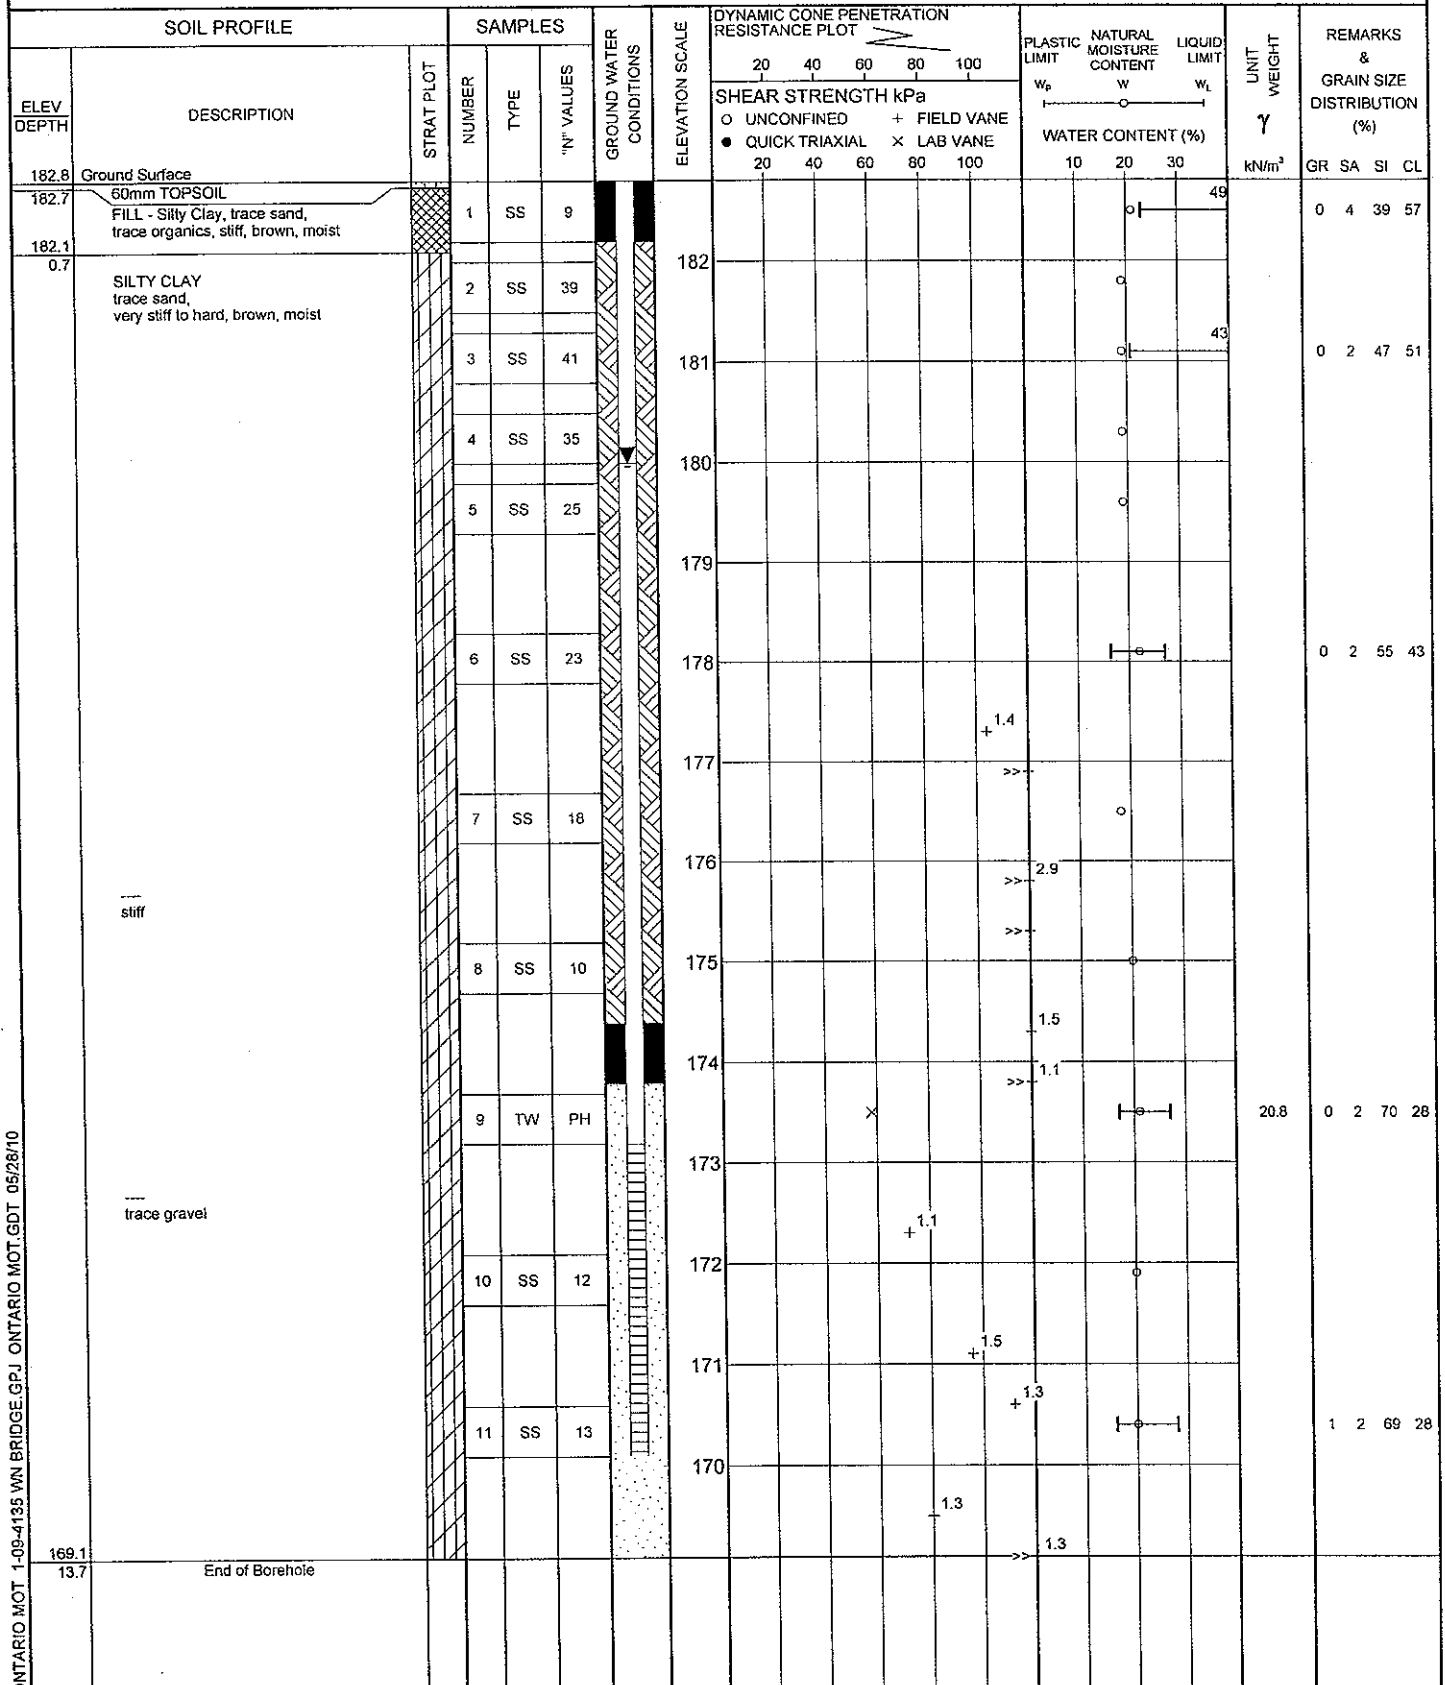 SOIL PROFILE
SAMPLES
GROUND WATER CONDITIONS
ELEVATION SCALE
DYNAMIC CONE PENETRATION
RESISTANCE PLOT
20 40 60 80 100
PLASTIC LIMIT
NATURAL MOISTURE CONTENT
LIQUID LIMIT
UNIT WEIGHT
REMARKS
&
GRAIN SIZE
DISTRIBUTION
(%)
ELEV
DEPTH
DESCRIPTION
STRAT PLOT
NUMBER
TYPE
"N" VALUES
SHEAR STRENGTH kPa
O UNCONFINED + FIELD VANE
● QUICK TRIAXIAL × LAB VANE
20 40 60 80 100
WP W WL
WATER CONTENT (%)
10 20 30
γ
kN/m³
GR SA SI CL
182.8 Ground Surface
182.7 60mm TOPSOIL
FILL - Silty Clay, trace sand,
trace organics, stiff, brown, moist
1 SS 9
49
0 4 39 57
182.1
0.7
182
SILTY CLAY
trace sand,
very stiff to hard, brown, moist
2 SS 39
43
3 SS 41
0 2 47 51
181
4 SS 35
180
5 SS 25
179
6 SS 23
178
0 2 55 43
1.4
177
>>
7 SS 18
176
2.9
>>
stiff
>>
8 SS 10
175
1.5
174
1.1
>>
9 TW PH
20.8
0 2 70 28
173
trace gravel
1.1
172
10 SS 12
1.5
171
1.3
11 SS 13
1 2 69 28
170
1.3
169.1
13.7
End of Borehole
1.3
>>
ONTARIO MOT 1-09-4135 WN BRIDGE.GPJ ONTARIO MOT.GDT 05/28/10